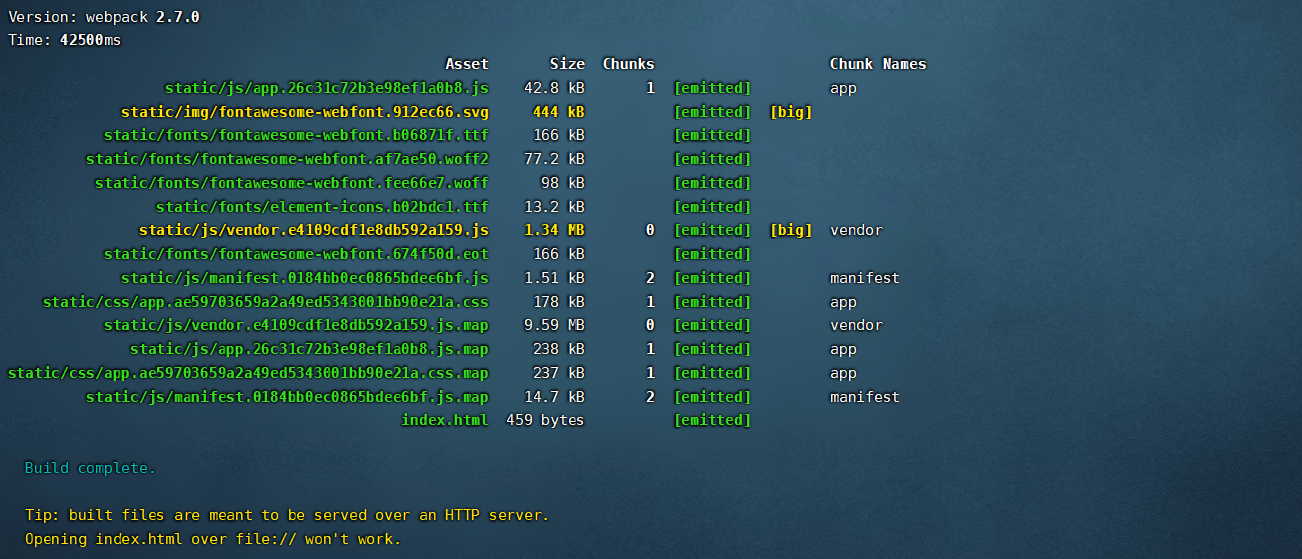 Version: webpack 2.7.0
Time: 42500ms
Asset Size Chunks Chunk Names
static/js/app.26c31c72b3e98ef1a0b8.js 42.8 kB 1 [emitted] app
static/img/fontawesome-webfont.912ec66.svg 444 kB [emitted] [big]
static/fonts/fontawesome-webfont.b06871f.ttf 166 kB [emitted]
static/fonts/fontawesome-webfont.af7ae50.woff2 77.2 kB [emitted]
static/fonts/fontawesome-webfont.fee66e7.woff 98 kB [emitted]
static/fonts/element-icons.b02bdc1.ttf 13.2 kB [emitted]
static/js/vendor.e4109cdf1e8db592a159.js 1.34 MB 0 [emitted] [big] vendor
static/fonts/fontawesome-webfont.674f50d.eot 166 kB [emitted]
static/js/manifest.0184bb0ec0865bdee6bf.js 1.51 kB 2 [emitted] manifest
static/css/app.ae59703659a2a49ed5343001bb90e21a.css 178 kB 1 [emitted] app
static/js/vendor.e4109cdf1e8db592a159.js.map 9.59 MB 0 [emitted] vendor
static/js/app.26c31c72b3e98ef1a0b8.js.map 238 kB 1 [emitted] app
static/css/app.ae59703659a2a49ed5343001bb90e21a.css.map 237 kB 1 [emitted] app
static/js/manifest.0184bb0ec0865bdee6bf.js.map 14.7 kB 2 [emitted] manifest
index.html 459 bytes [emitted]
Build complete.
Tip: built files are meant to be served over an HTTP server.
Opening index.html over file:// won't work.